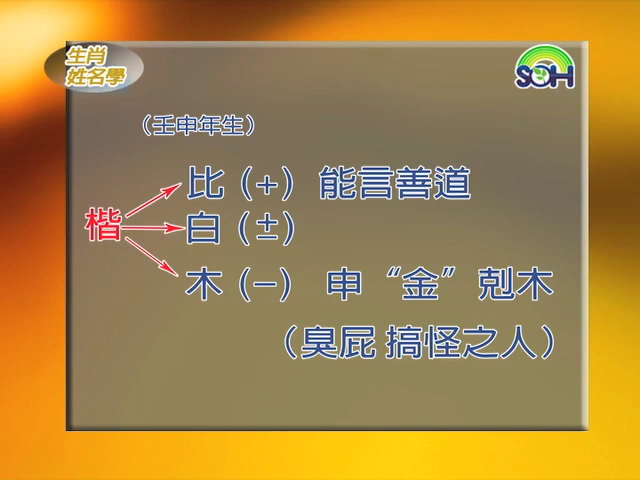 生肖
姓名學
SOH
（壬申年生）
比（+） 能言善道
楷
白（±）
木（−） 申“金”剋木
（臭屁 搞怪之人）